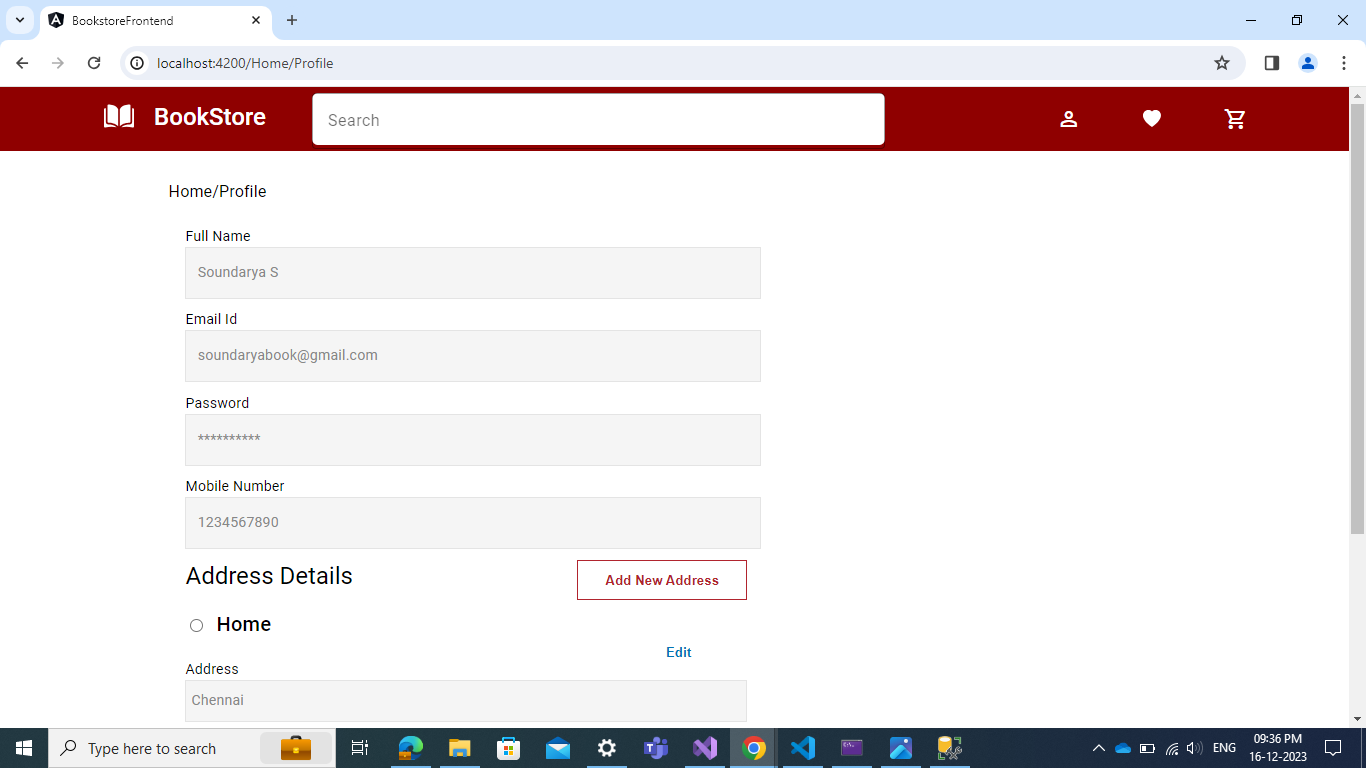 BookstoreFrontend
localhost:4200/Home/Profile
BookStore
Search
Home/Profile
Full Name
Soundarya S
Email Id
soundaryabook@gmail.com
Password
**********
Mobile Number
1234567890
Address Details
Add New Address
Home
Edit
Address
Chennai
Type here to search
ENG
09:36 PM
16-12-2023